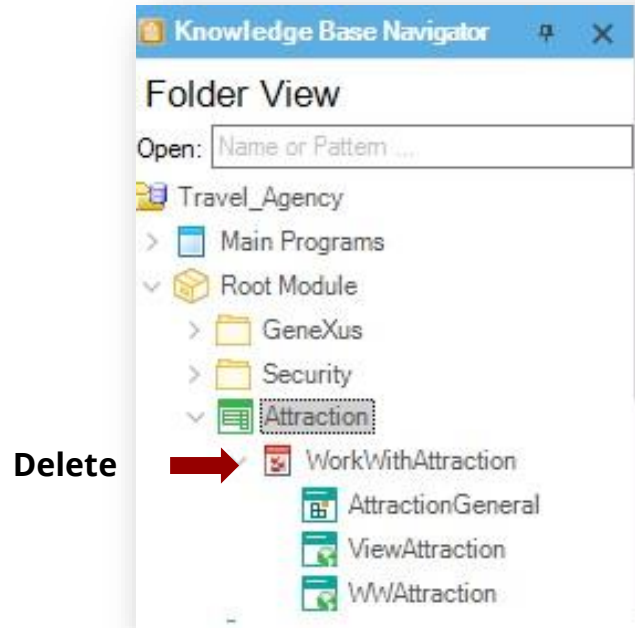 Knowledge Base Navigator
Folder View
Open: Name or Pattern ...
Travel_Agency
Main Programs
Root Module
GeneXus
Security
Attraction
Delete WorkWithAttraction
AttractionGeneral
ViewAttraction
WWAttraction